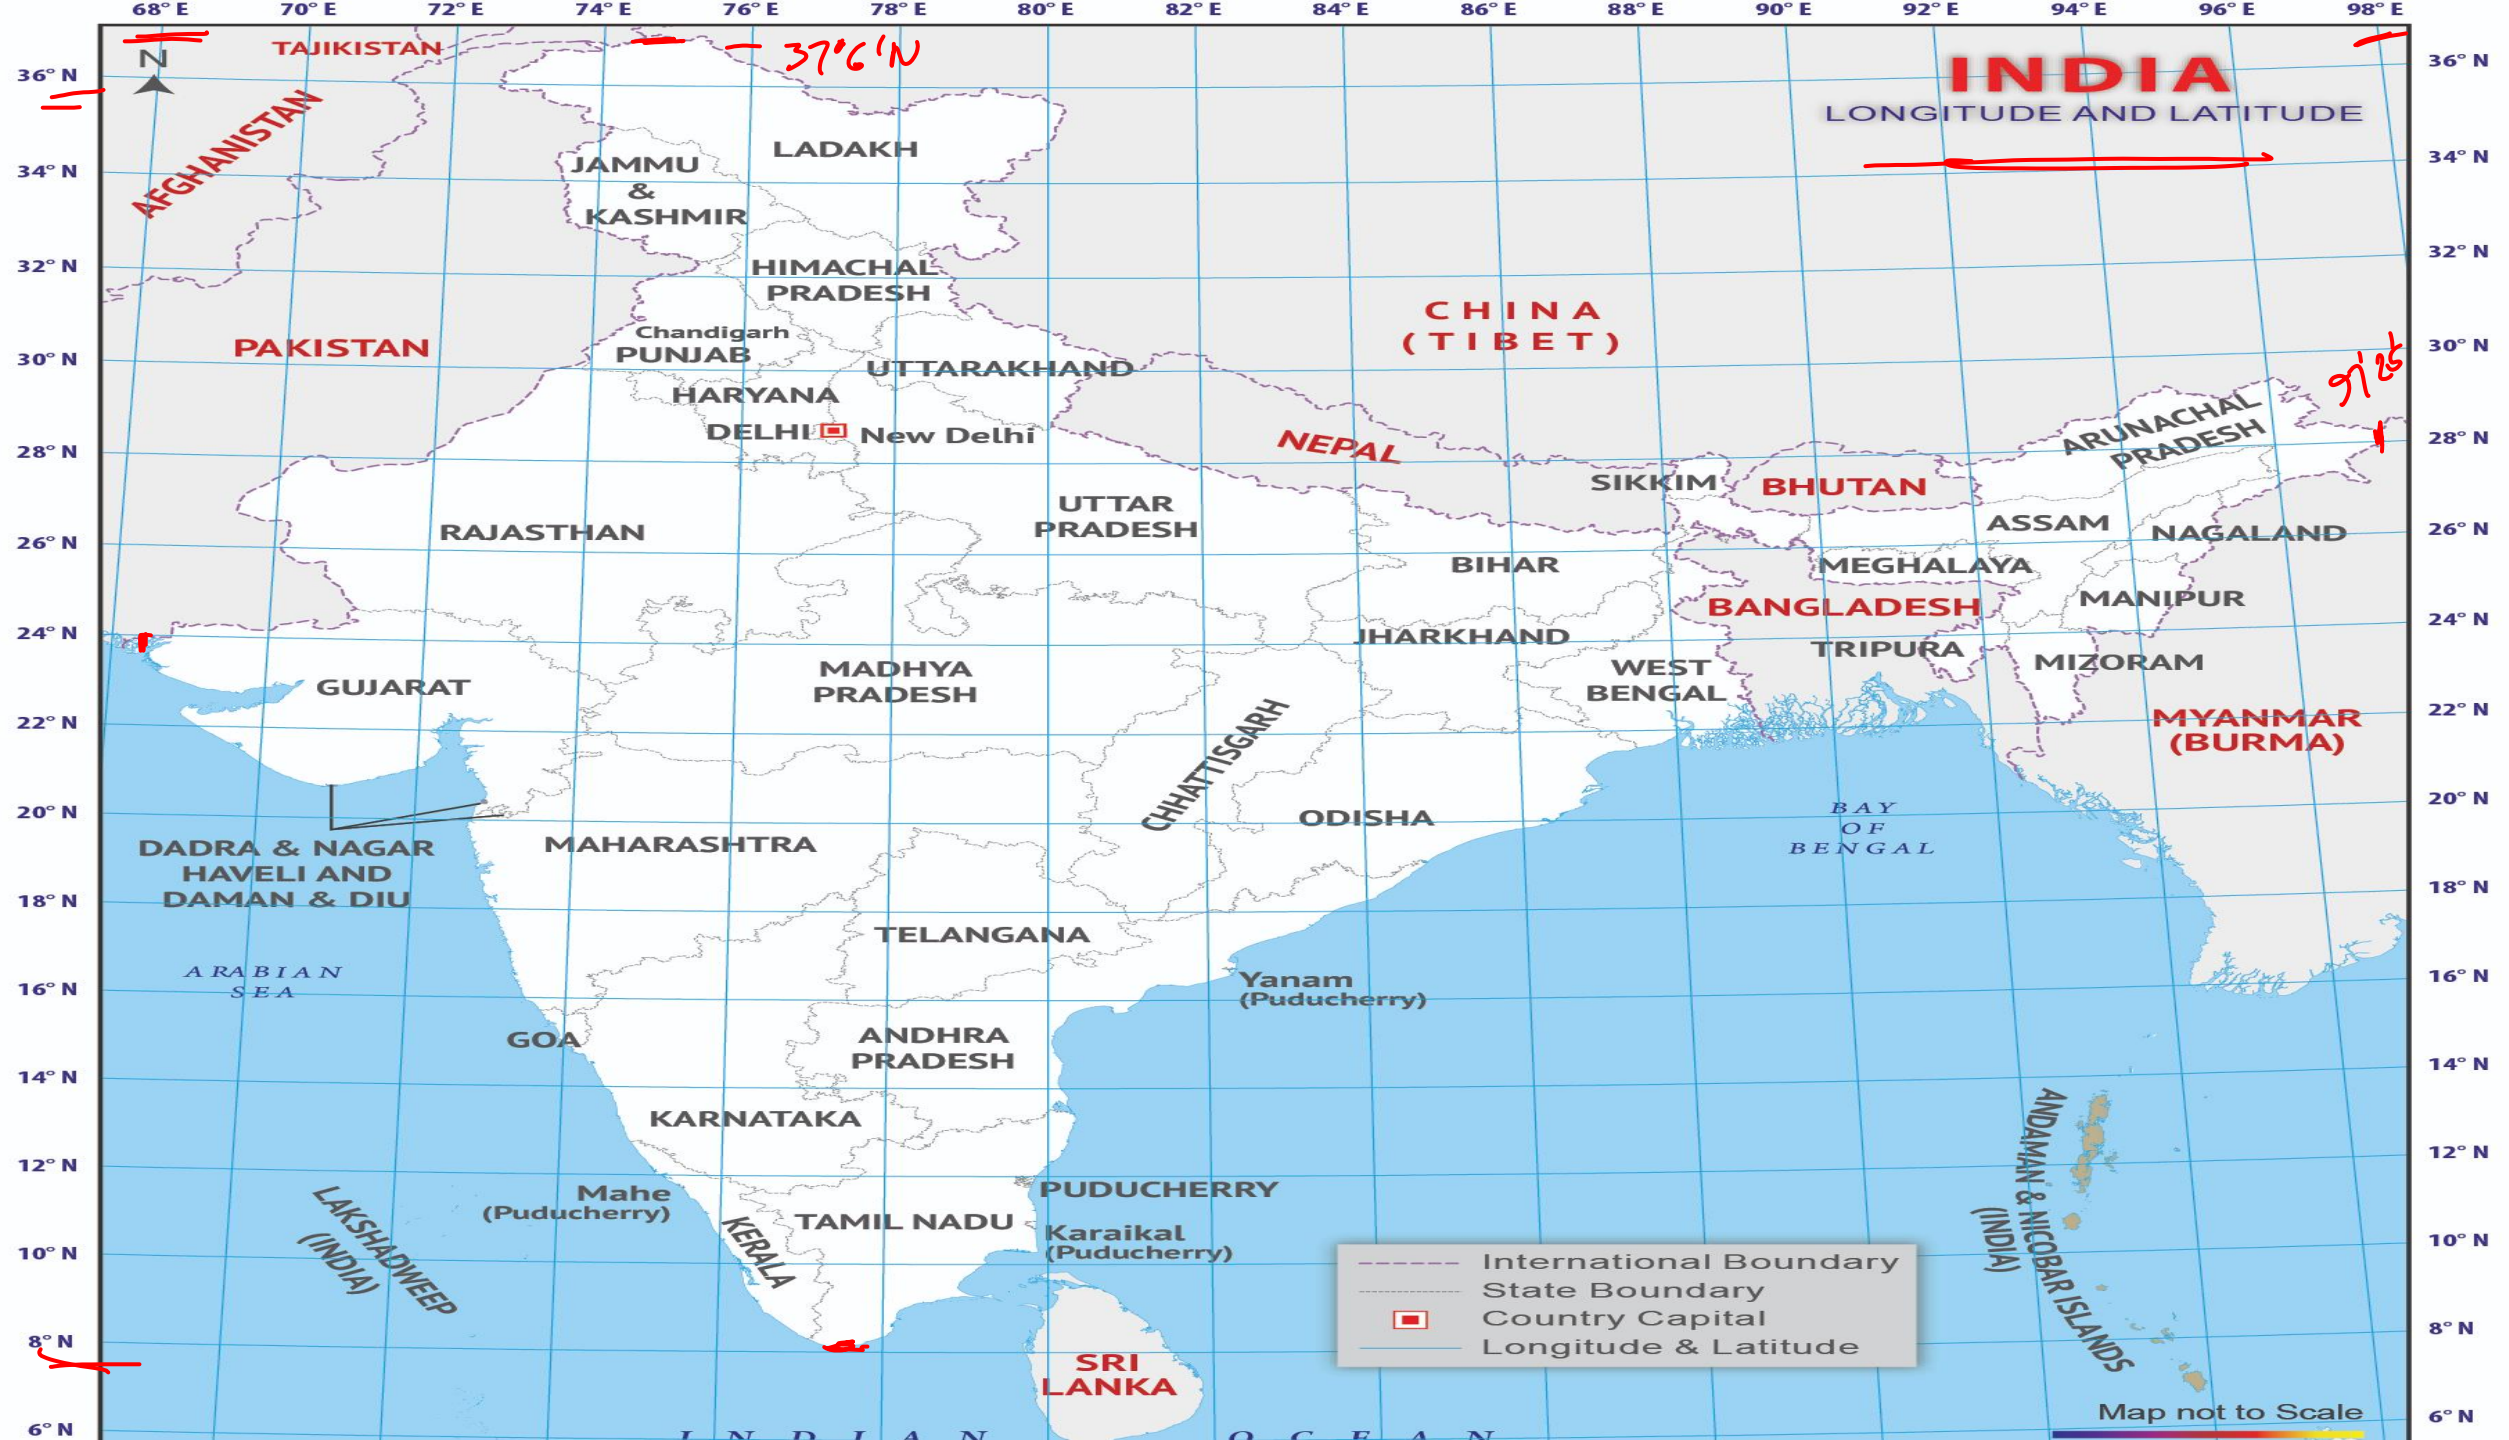 68° E 70° E 72° E 74° E 76° E 78° E 80° E 82° E 84° E 86° E 88° E 90° E 92° E 94° E 96° E 98° E
TAJIKISTAN
37°6'N
N
36° N
36° N
INDIA
LONGITUDE AND LATITUDE
AFGHANISTAN
LADAKH
JAMMU
&
KASHMIR
34° N
34° N
32° N
32° N
HIMACHAL
PRADESH
CHINA
(TIBET)
Chandigarh
PUNJAB
PAKISTAN
30° N
30° N
UTTARAKHAND
97°25'
HARYANA
DELHI
New Delhi
NEPAL
ARUNACHAL
PRADESH
28° N
28° N
SIKKIM
BHUTAN
UTTAR
PRADESH
RAJASTHAN
ASSAM
NAGALAND
26° N
26° N
BIHAR
MEGHALAYA
MANIPUR
BANGLADESH
24° N
24° N
JHARKHAND
TRIPURA
MIZORAM
MADHYA
PRADESH
WEST
BENGAL
GUJARAT
22° N
22° N
MYANMAR
(BURMA)
CHHATTISGARH
20° N
20° N
ODISHA
BAY
OF
BENGAL
MAHARASHTRA
DADRA & NAGAR
HAVELI AND
DAMAN & DIU
18° N
18° N
TELANGANA
ARABIAN
SEA
Yanam
(Puducherry)
16° N
16° N
GOA
ANDHRA
PRADESH
14° N
14° N
KARNATAKA
ANDAMAN & NICOBAR ISLANDS
(INDIA)
12° N
12° N
Mahe
(Puducherry)
PUDUCHERRY
LAKSHADWEEP
(INDIA)
KERALA
TAMIL NADU
Karaikal
(Puducherry)
10° N
10° N
International Boundary
State Boundary
Country Capital
Longitude & Latitude
8° N
8° N
SRI
LANKA
Map not to Scale
6° N
6° N
INDIAN OCEAN